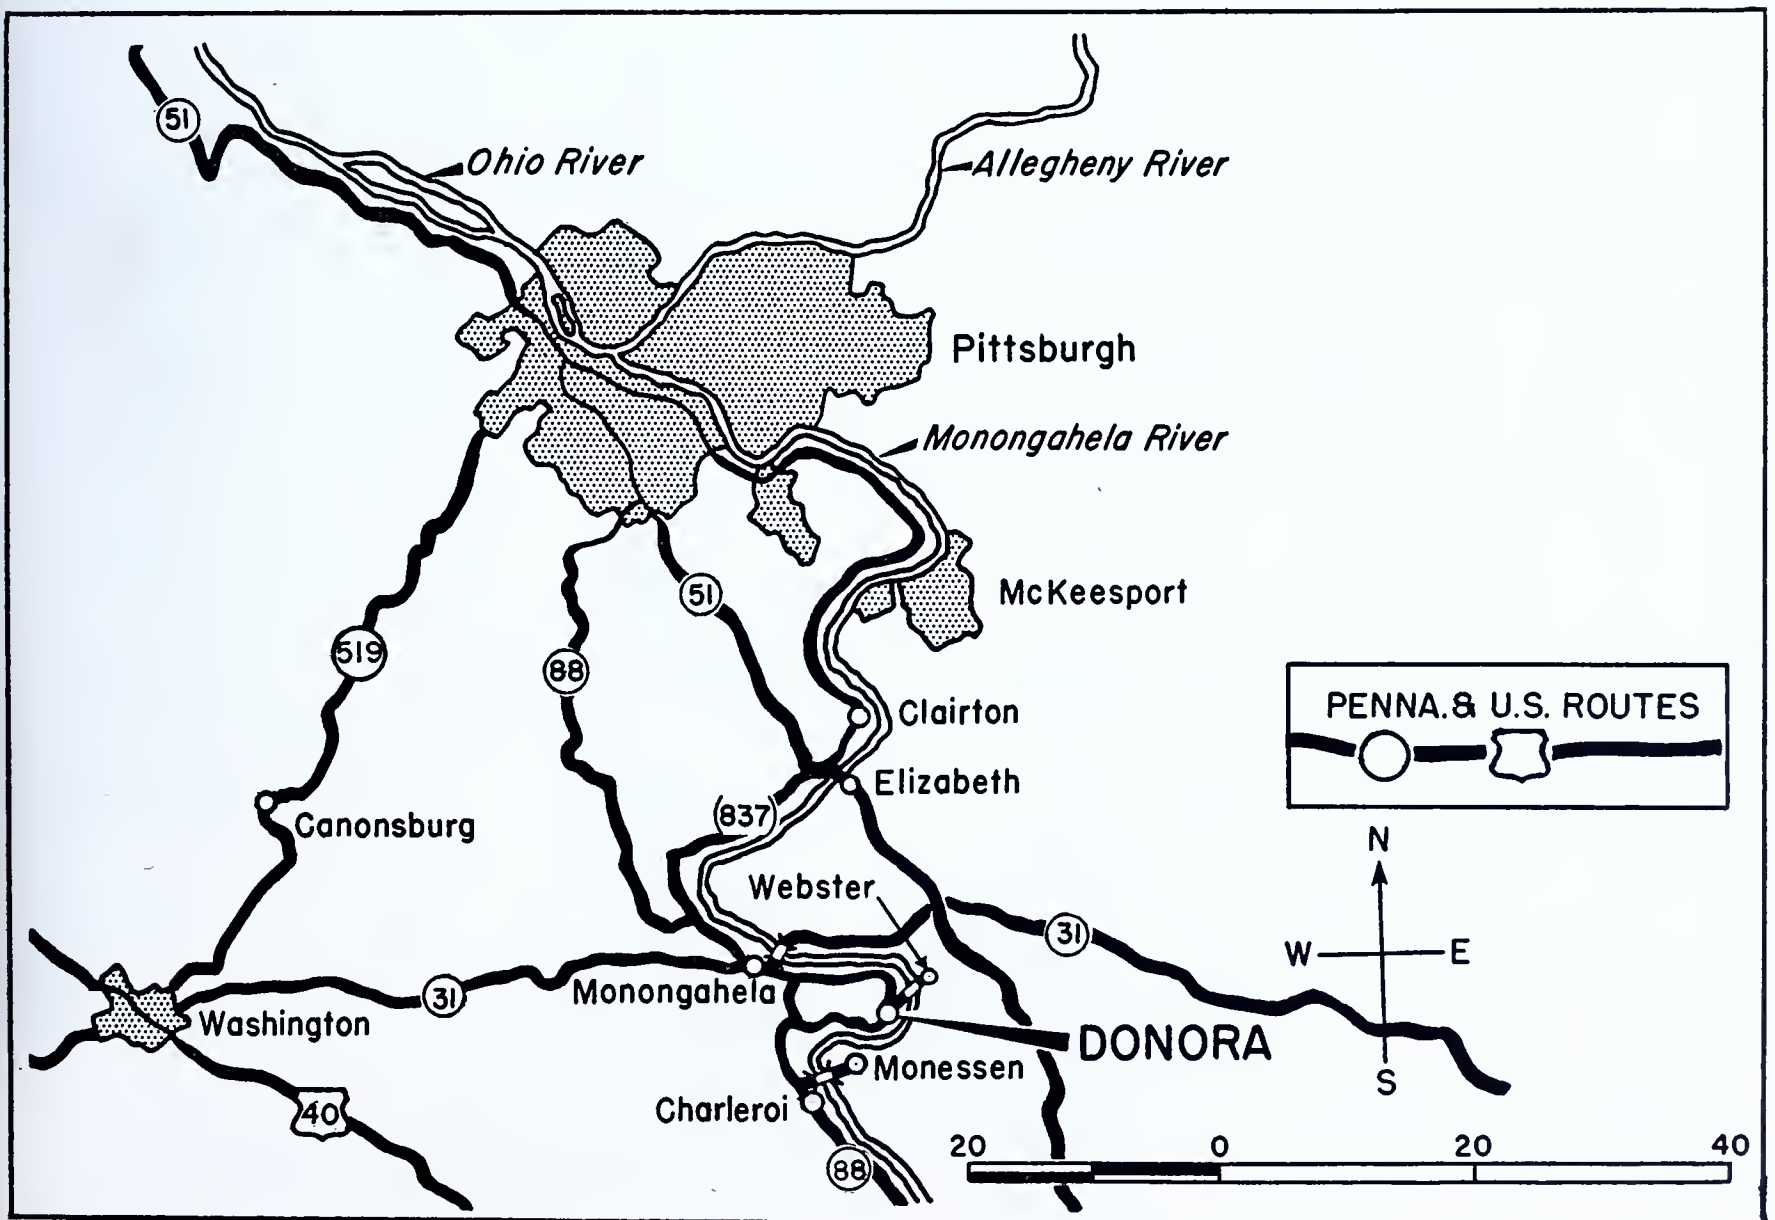 51
Ohio River
Allegheny River
Pittsburgh
Monongahela River
51
McKeesport
519
88
Clairton
PENNA. & U.S. ROUTES
Elizabeth
837
Canonsburg
N
Webster
31
W
E
Monongahela
31
Washington
DONORA
Monessen
S
40
Charleroi
88
20 0 20 40